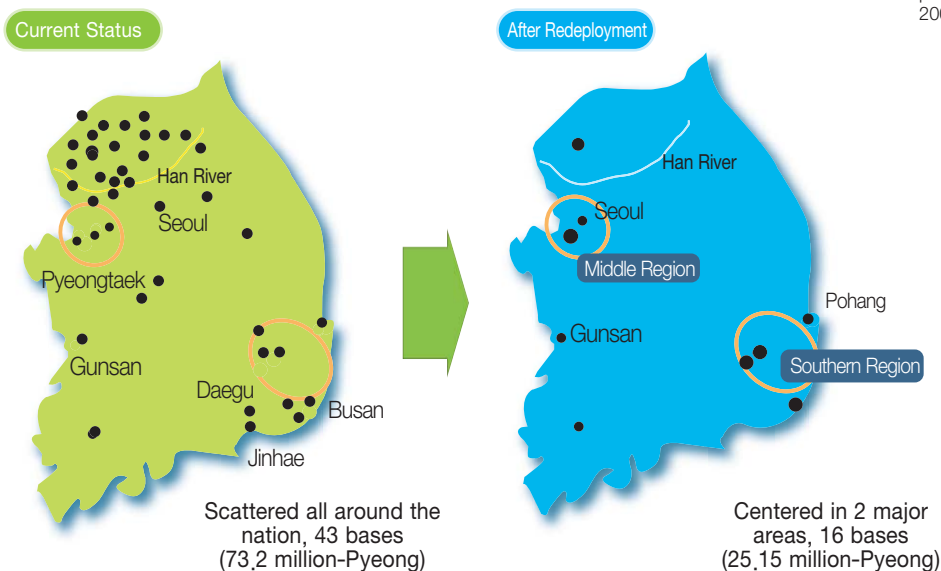 200
Current Status
After Redeployment
Han River
Seoul
Pyeongtaek
Gunsan
Daegu
Busan
Jinhae
Scattered all around the
nation, 43 bases
(73.2 million-Pyeong)
Han River
Seoul
Middle Region
Pohang
Gunsan
Southern Region
Centered in 2 major
areas, 16 bases
(25.15 million-Pyeong)